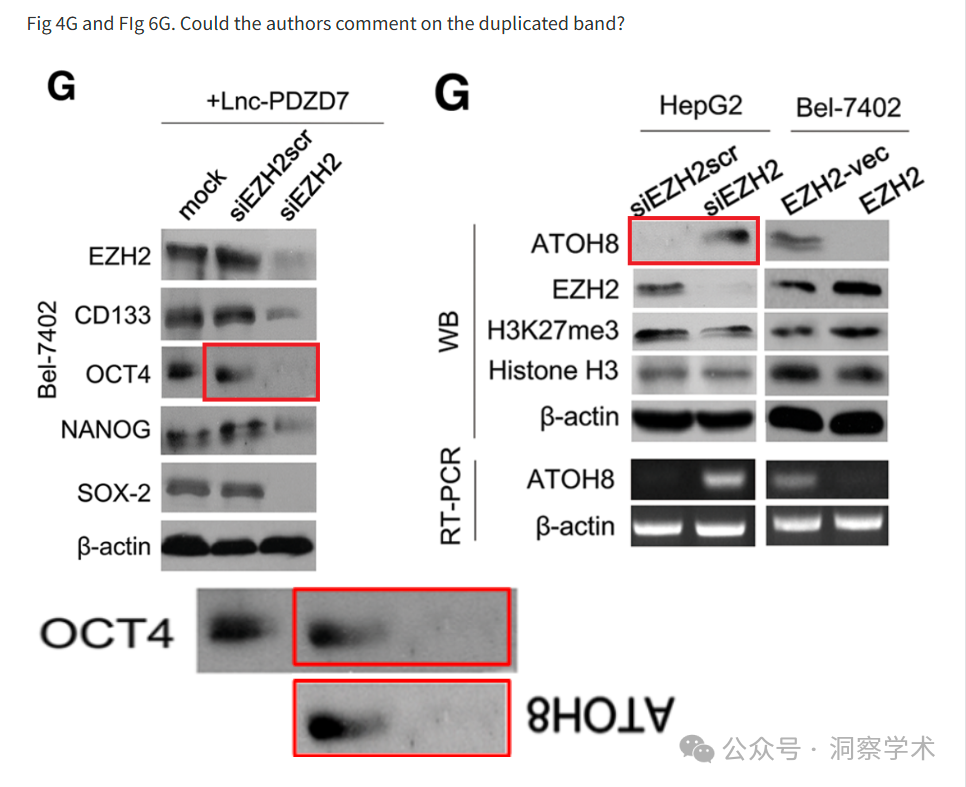 Fig 4G and FIg 6G. Could the authors comment on the duplicated band?
G
+Lnc-PDZD7
mock
siEZH2scr
siEZH2
Bel-7402
EZH2
CD133
OCT4
NANOG
SOX-2
β-actin
G
HepG2
Bel-7402
siEZH2scr
siEZH2
EZH2-vec
EZH2
WB
ATOH8
EZH2
H3K27me3
Histone H3
β-actin
RT-PCR
ATOH8
β-actin
OCT4
ATOH8
公众号 · 洞察学术